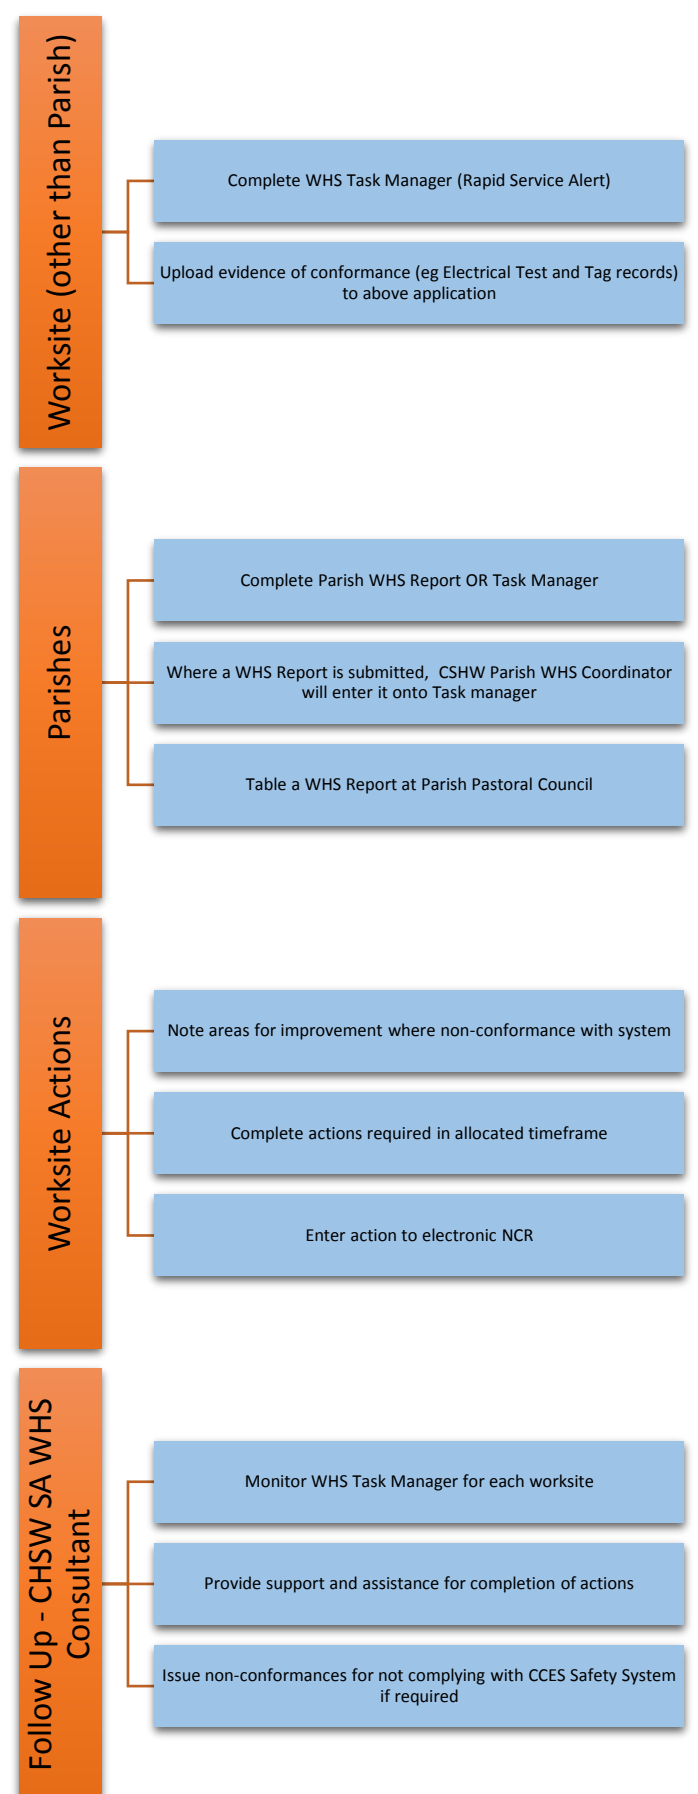 Worksite (other than Parish)
Complete WHS Task Manager (Rapid Service Alert)
Upload evidence of conformance (eg Electrical Test and Tag records)
to above application
Parishes
Complete Parish WHS Report OR Task Manager
Where a WHS Report is submitted,  CSHW Parish WHS Coordinator
will enter it onto Task manager
Table a WHS Report at Parish Pastoral Council
Worksite Actions
Note areas for improvement where non-conformance with system
Complete actions required in allocated timeframe
Enter action to electronic NCR
Follow Up - CHSW SA WHS
Consultant
Monitor WHS Task Manager for each worksite
Provide support and assistance for completion of actions
Issue non-conformances for not complying with CCES Safety System
if required